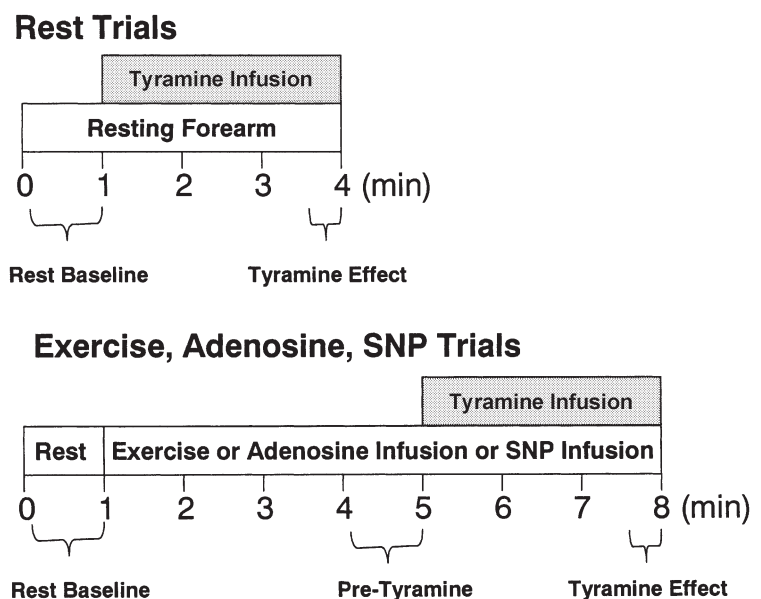 Rest Trials
Tyramine Infusion
Resting Forearm
0 1 2 3 4 (min)
Rest Baseline Tyramine Effect
Exercise, Adenosine, SNP Trials
Tyramine Infusion
Rest Exercise or Adenosine Infusion or SNP Infusion
0 1 2 3 4 5 6 7 8 (min)
Rest Baseline Pre-Tyramine Tyramine Effect